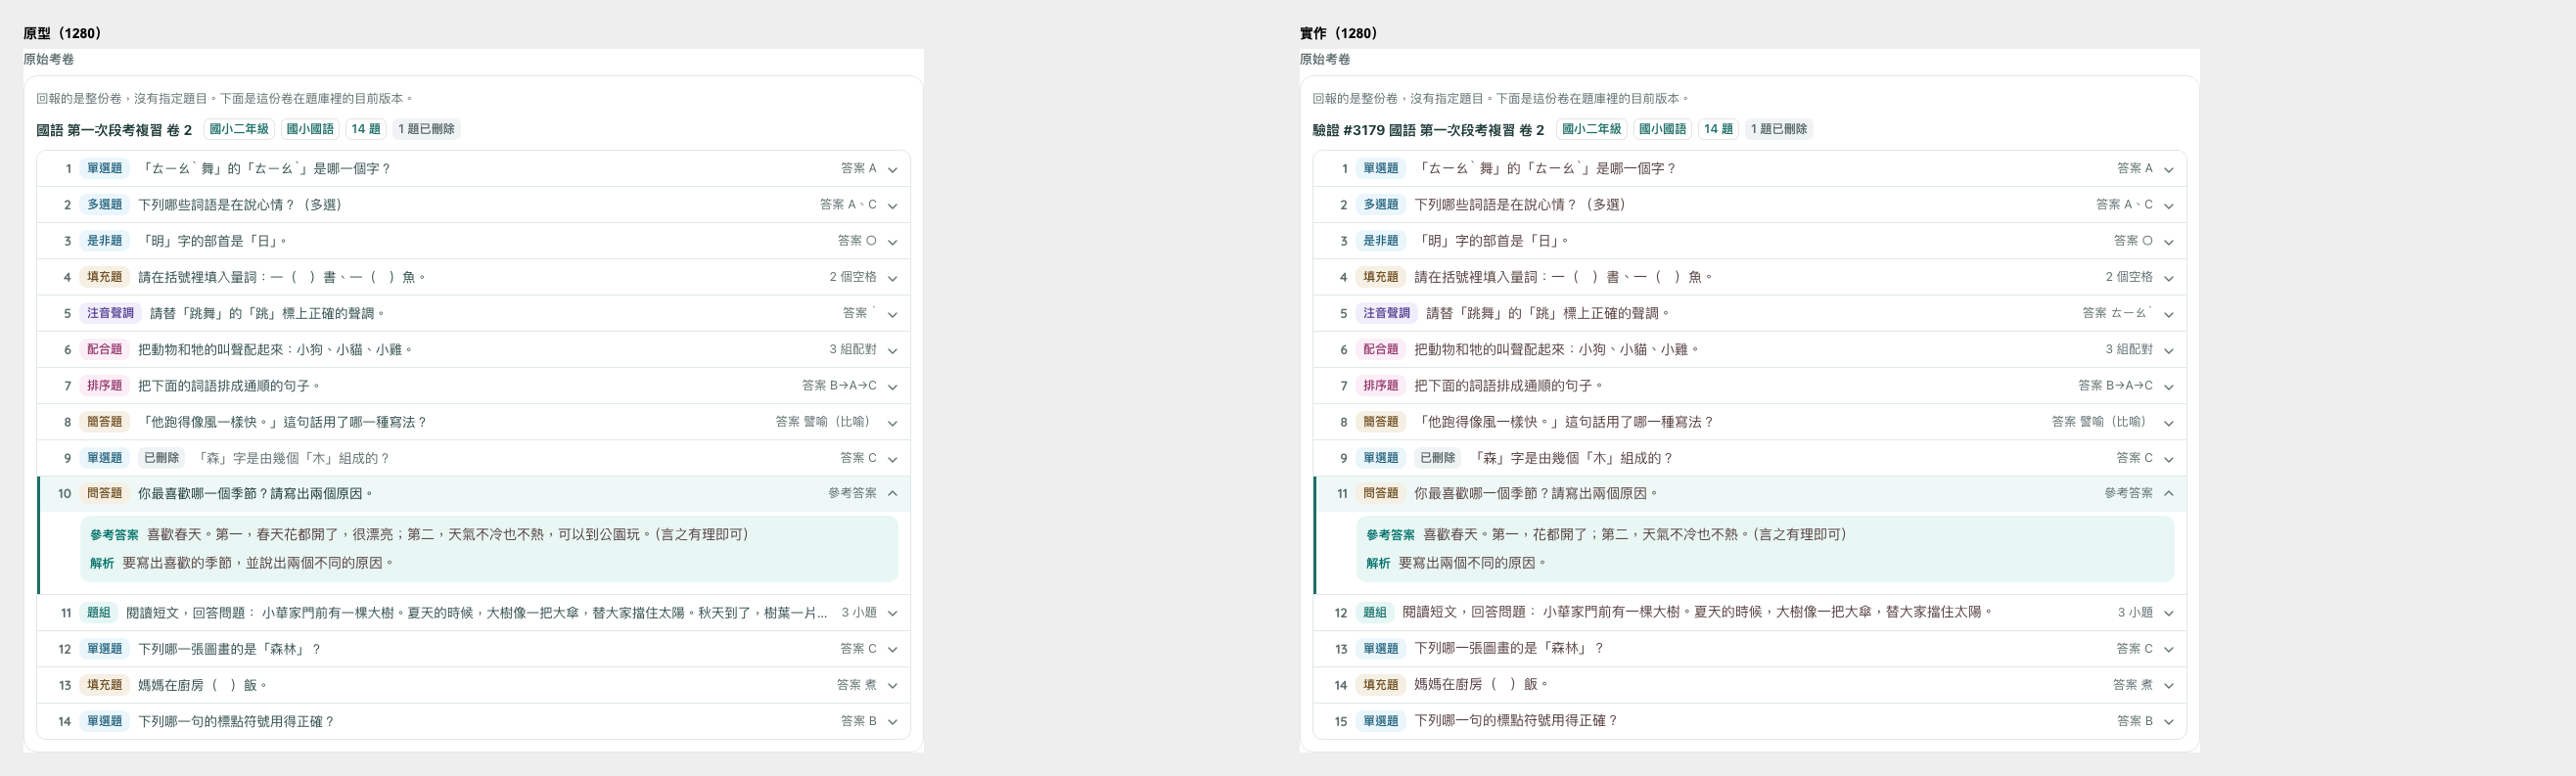 原型（1280）
原始考卷
回報的是整份卷，沒有指定題目。下面是這份卷在題庫裡的目前版本。
國語 第一次段考複習 卷 2 國小二年級 國小國語 14 題 1 題已刪除
1 單選題 「ㄊㄧㄠˋ 舞」的「ㄊㄧㄠˋ」是哪一個字？ 答案 A
2 多選題 下列哪些詞語是在說心情？（多選） 答案 A、C
3 是非題 「明」字的部首是「日」。 答案 ○
4 填充題 請在括號裡填入量詞：一（　）書、一（　）魚。 2 個空格
5 注音聲調 請替「跳舞」的「跳」標上正確的聲調。 答案 ˋ
6 配合題 把動物和牠的叫聲配起來：小狗、小貓、小雞。 3 組配對
7 排序題 把下面的詞語排成通順的句子。 答案 B→A→C
8 簡答題 「他跑得像風一樣快。」這句話用了哪一種寫法？ 答案 譬喻（比喻）
9 單選題 已刪除 「森」字是由幾個「木」組成的？ 答案 C
10 問答題 你最喜歡哪一個季節？請寫出兩個原因。 參考答案
參考答案 喜歡春天。第一，春天花都開了，很漂亮；第二，天氣不冷也不熱，可以到公園玩。（言之有理即可）
解析 要寫出喜歡的季節，並說出兩個不同的原因。
11 題組 閱讀短文，回答問題： 小華家門前有一棵大樹。夏天的時候，大樹像一把大傘，替大家擋住太陽。秋天到了，樹葉一片... 3 小題
12 單選題 下列哪一張圖畫的是「森林」？ 答案 C
13 填充題 媽媽在廚房（　）飯。 答案 煮
14 單選題 下列哪一句的標點符號用得正確？ 答案 B
實作（1280）
原始考卷
回報的是整份卷，沒有指定題目。下面是這份卷在題庫裡的目前版本。
驗證 #3179 國語 第一次段考複習 卷 2 國小二年級 國小國語 14 題 1 題已刪除
1 單選題 「ㄊㄧㄠˋ 舞」的「ㄊㄧㄠˋ」是哪一個字？ 答案 A
2 多選題 下列哪些詞語是在說心情？（多選） 答案 A、C
3 是非題 「明」字的部首是「日」。 答案 ○
4 填充題 請在括號裡填入量詞：一（　）書、一（　）魚。 2 個空格
5 注音聲調 請替「跳舞」的「跳」標上正確的聲調。 答案 ㄊㄧㄠˋ
6 配合題 把動物和牠的叫聲配起來：小狗、小貓、小雞。 3 組配對
7 排序題 把下面的詞語排成通順的句子。 答案 B→A→C
8 簡答題 「他跑得像風一樣快。」這句話用了哪一種寫法？ 答案 譬喻（比喻）
9 單選題 已刪除 「森」字是由幾個「木」組成的？ 答案 C
11 問答題 你最喜歡哪一個季節？請寫出兩個原因。 參考答案
參考答案 喜歡春天。第一，花都開了；第二，天氣不冷也不熱。（言之有理即可）
解析 要寫出兩個不同的原因。
12 題組 閱讀短文，回答問題： 小華家門前有一棵大樹。夏天的時候，大樹像一把大傘，替大家擋住太陽。 3 小題
13 單選題 下列哪一張圖畫的是「森林」？ 答案 C
14 填充題 媽媽在廚房（　）飯。 答案 煮
15 單選題 下列哪一句的標點符號用得正確？ 答案 B